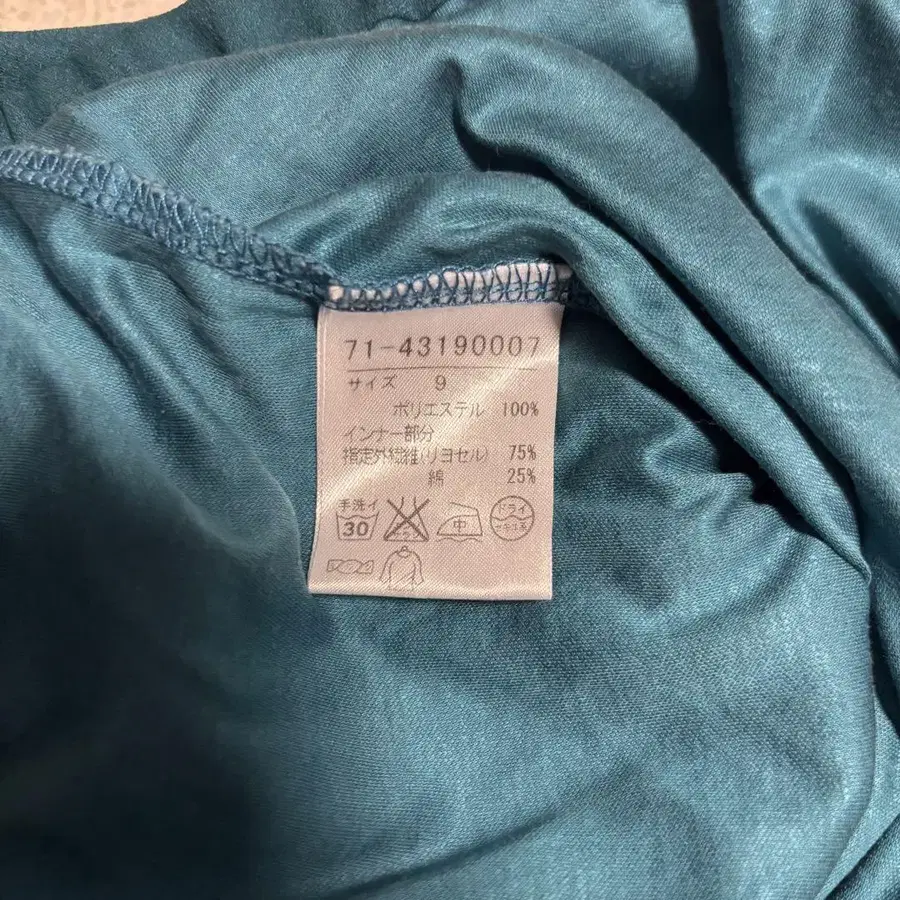 71-43190007
サイズ 9
ポリエステル 100%
インナー部分
指定外繊維(リヨセル) 75%
綿 25%
手洗イ 30 中 ドライ